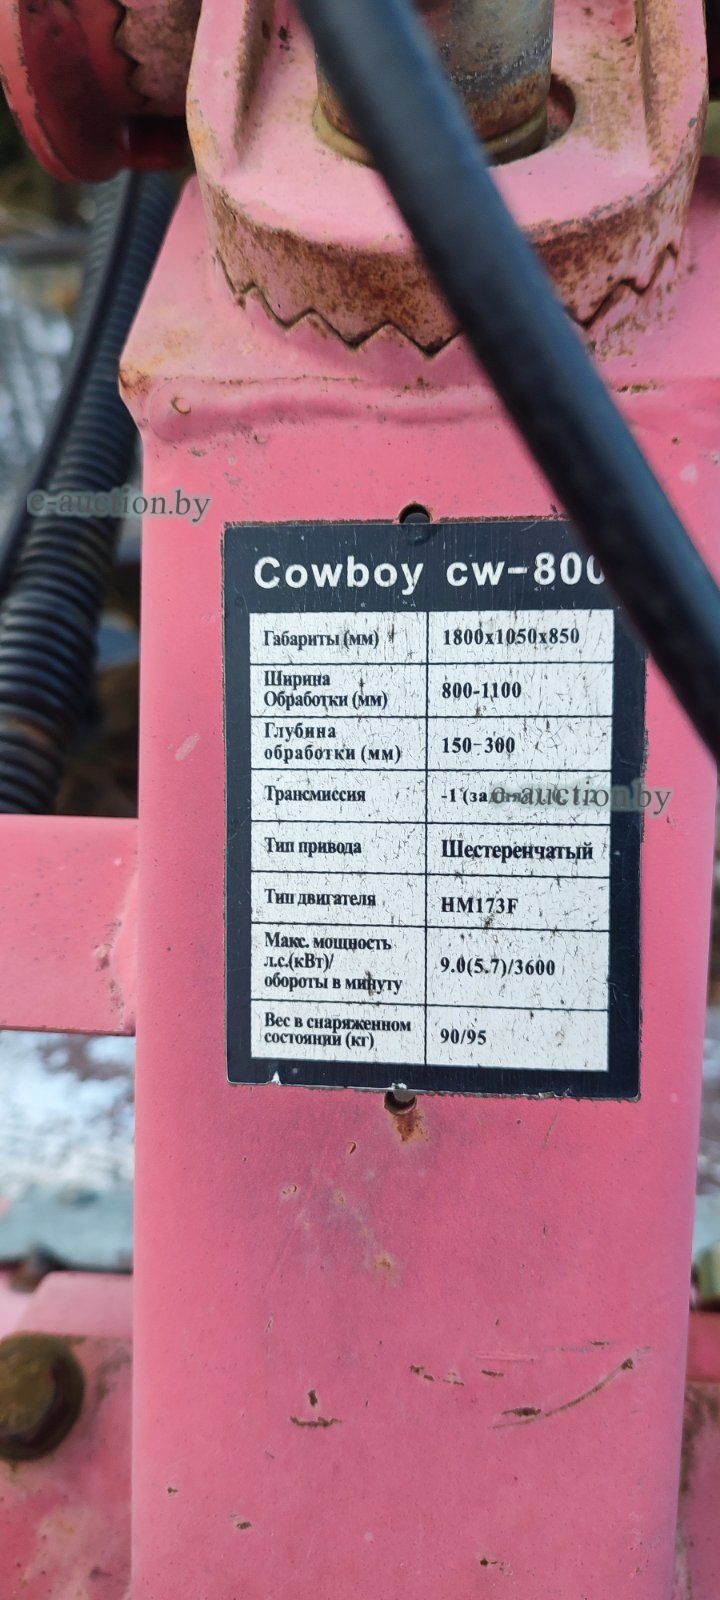 e-auction.by
Cowboy cw-800
Габариты (мм) 1800x1050x850
Ширина
Обработки (мм) 800-1100
Глубина
обработки (мм) 150-300
Трансмиссия -1
e-auction.by
Тип привода Шестеренчатый
Тип двигателя HM173F
Макс. мощность
л.с.(кВт)/
обороты в минуту 9.0(5.7)/3600
Вес в снаряженном
состоянии (кг) 90/95